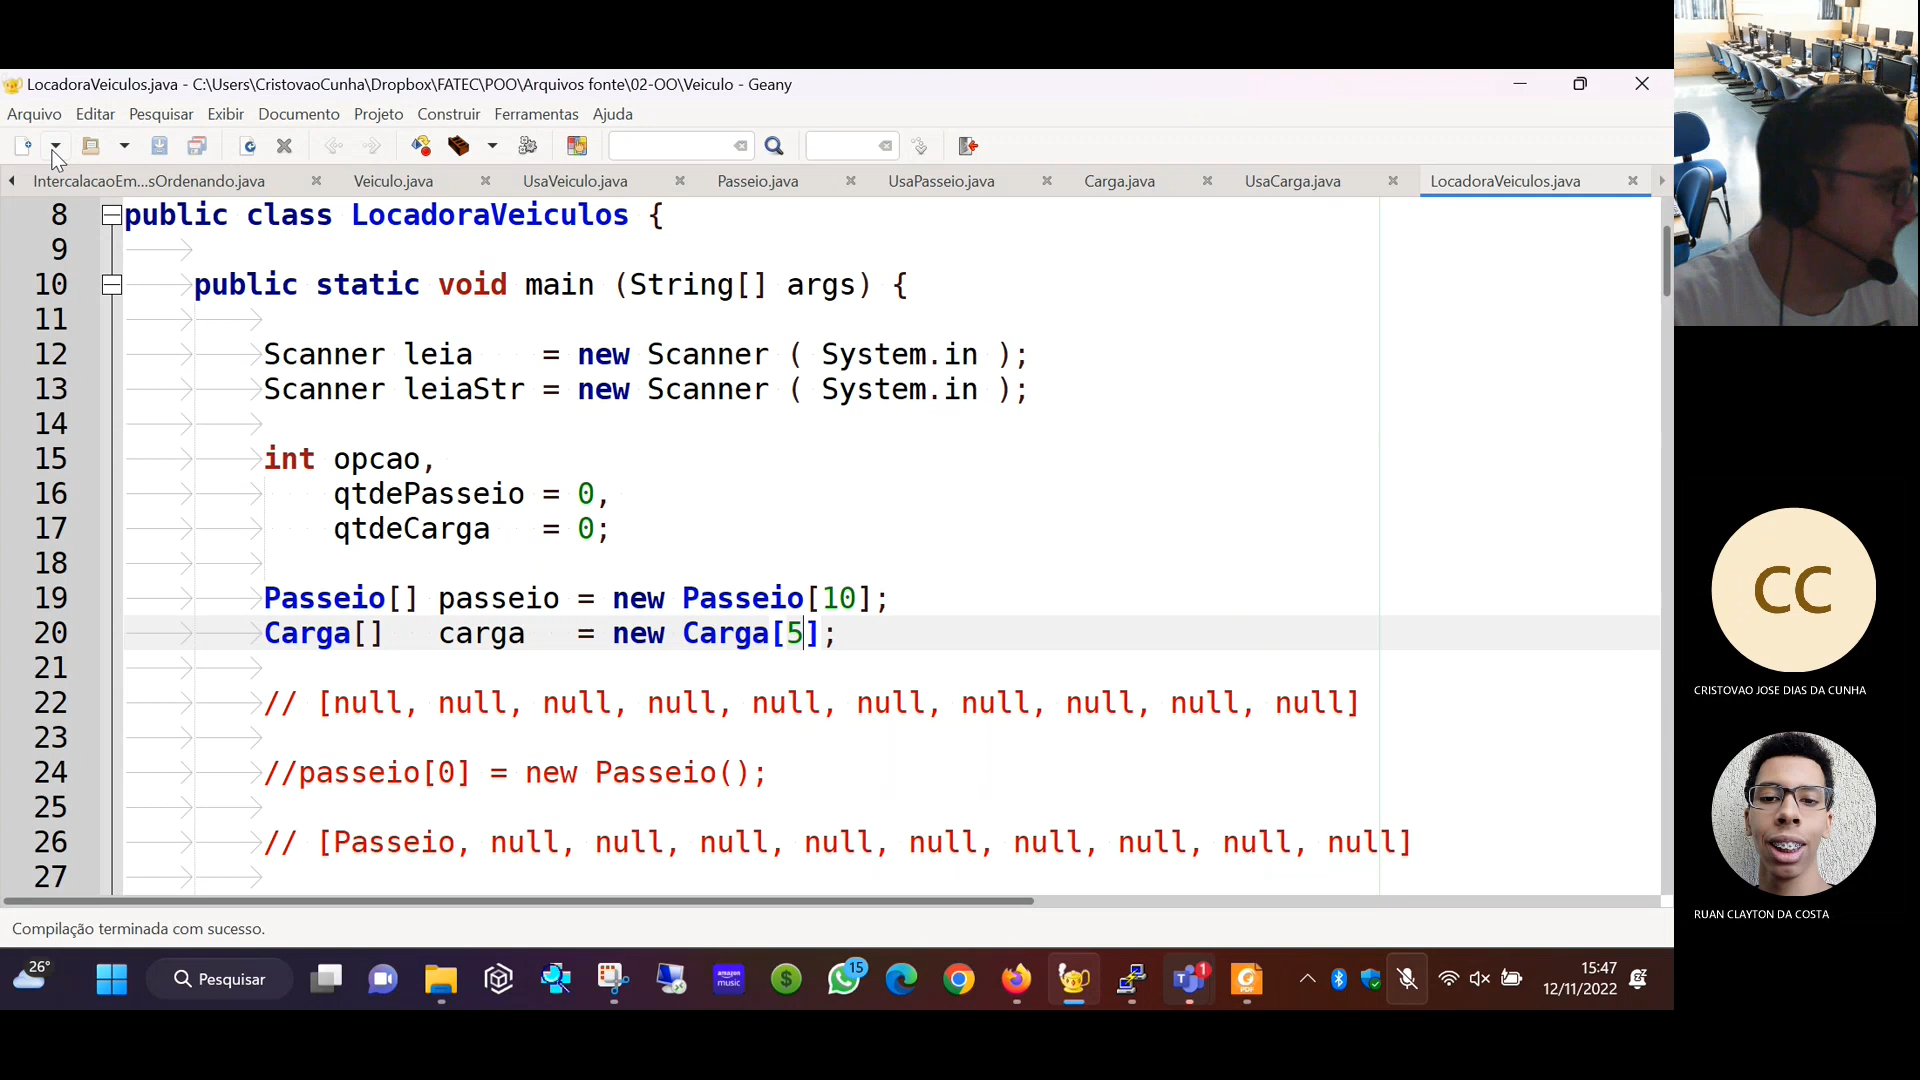 LocadoraVeiculos.java - C:\Users\CristovaoCunha\Dropbox\FATEC\POO\Arquivos fonte\02-OO\Veiculo - Geany
Arquivo Editar Pesquisar Exibir Documento Projeto Construir Ferramentas Ajuda
IntercalacaoEm...sOrdenando.java Veiculo.java UsaVeiculo.java Passeio.java UsaPasseio.java Carga.java UsaCarga.java LocadoraVeiculos.java
8 public class LocadoraVeiculos {
9
10 public static void main (String[] args) {
11
12 Scanner leia    = new Scanner ( System.in );
13 Scanner leiaStr = new Scanner ( System.in );
14
15 int opcao,
16 qtdePasseio = 0,
17 qtdeCarga   = 0;
18
19 Passeio[] passeio = new Passeio[10];
20 Carga[]   carga   = new Carga[5];
21
22 // [null, null, null, null, null, null, null, null, null, null]
23
24 //passeio[0] = new Passeio();
25
26 // [Passeio, null, null, null, null, null, null, null, null, null]
27
Compilação terminada com sucesso.
CC
CRISTOVAO JOSE DIAS DA CUNHA
RUAN CLAYTON DA COSTA
26°
Pesquisar
amazon music
15
1
PDF
15:47
12/11/2022